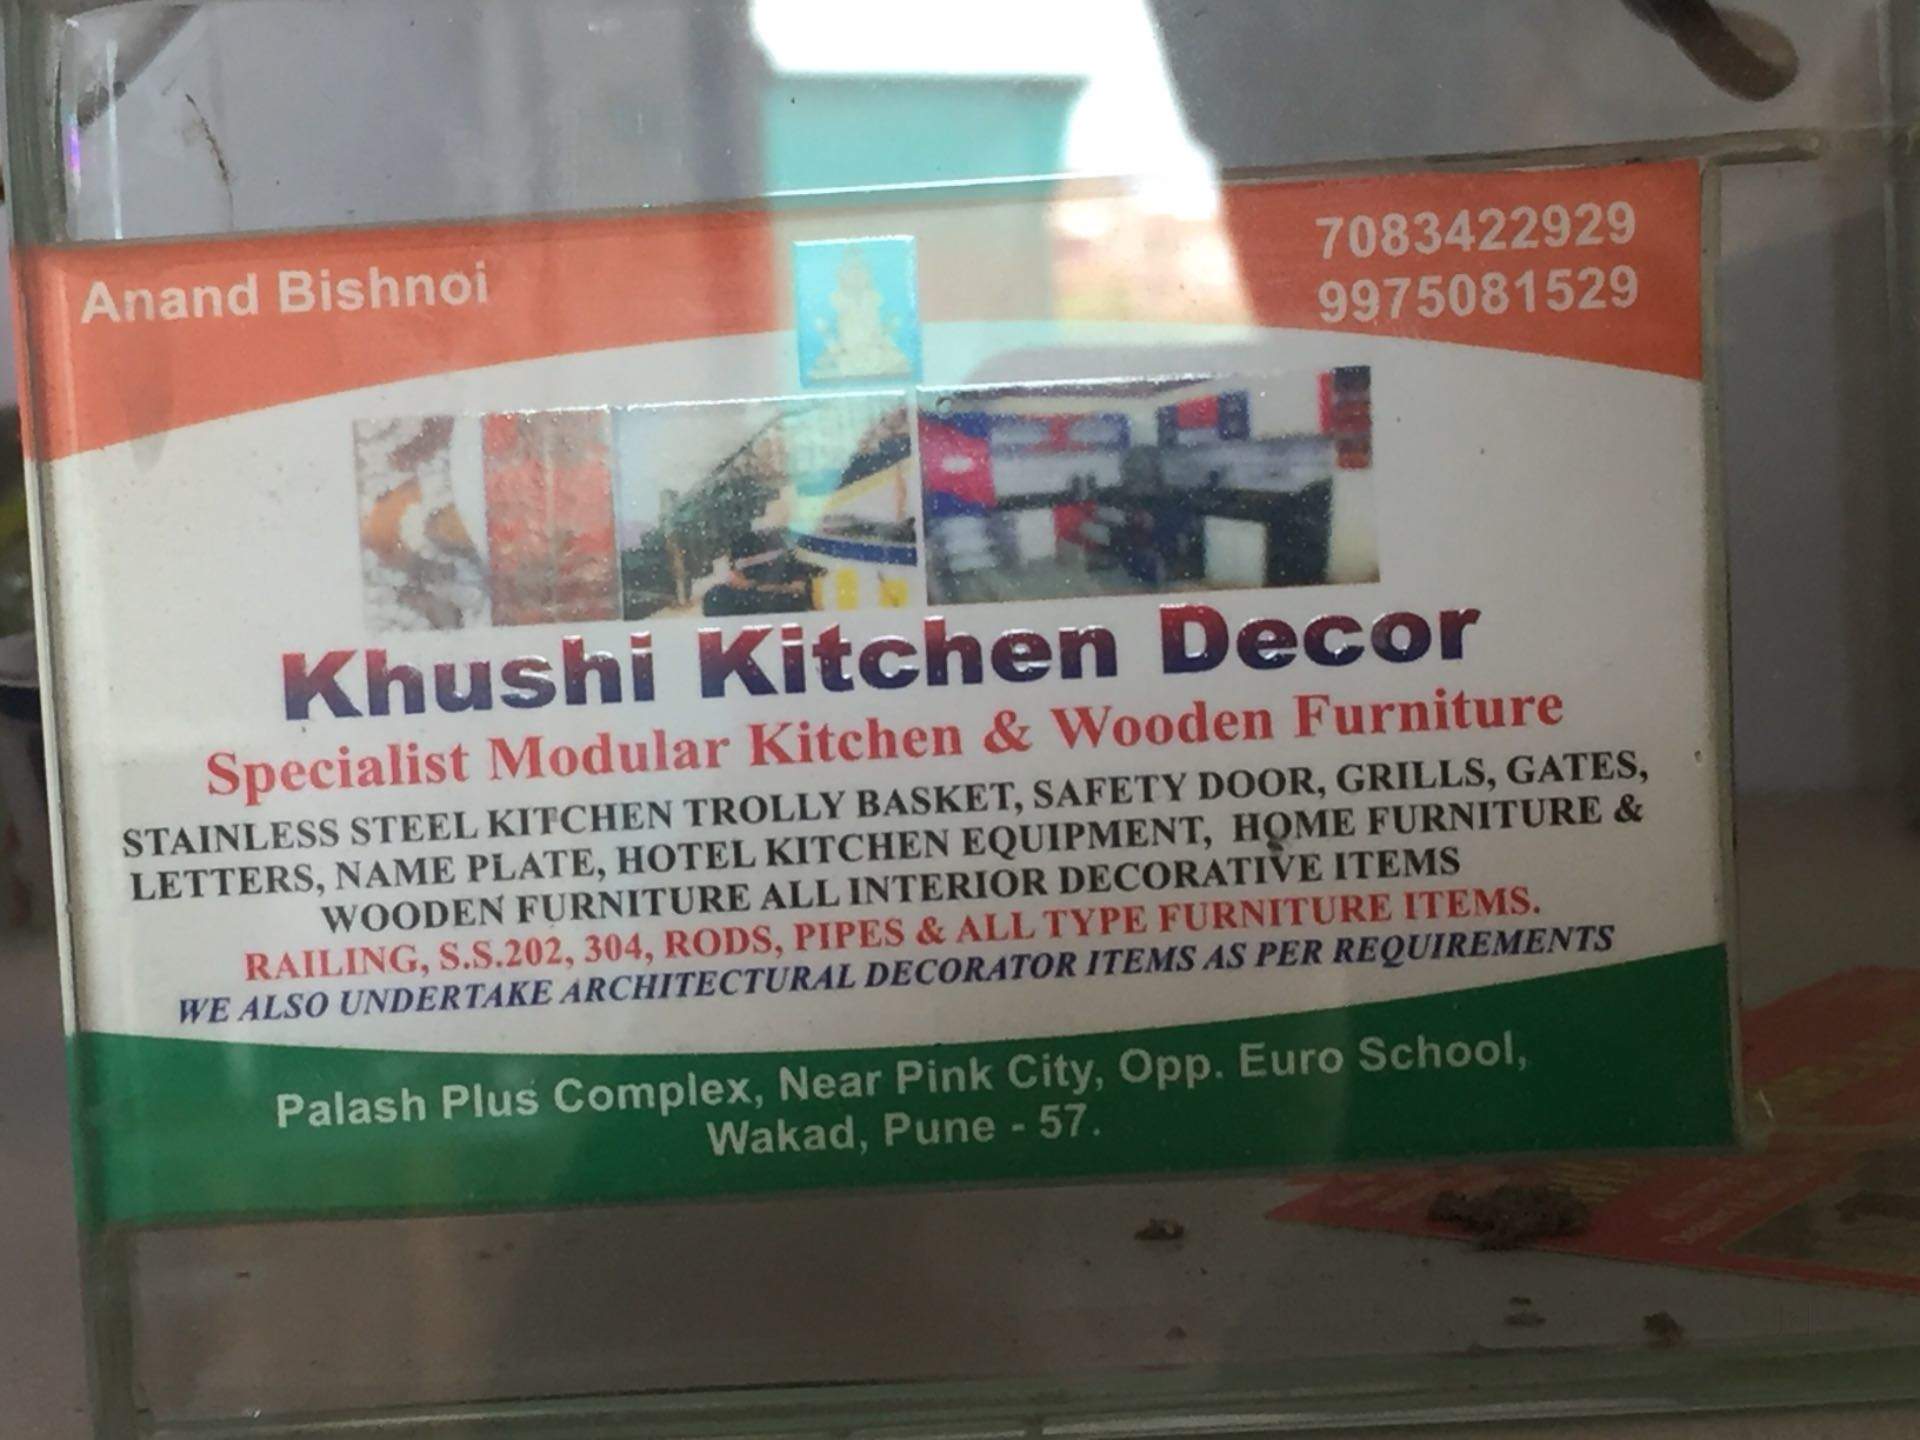 Anand Bishnoi
7083422929
9975081529
Khushi Kitchen Decor
Specialist Modular Kitchen & Wooden Furniture
STAINLESS STEEL KITCHEN TROLLY BASKET, SAFETY DOOR, GRILLS, GATES,
LETTERS, NAME PLATE, HOTEL KITCHEN EQUIPMENT, HOME FURNITURE &
WOODEN FURNITURE ALL INTERIOR DECORATIVE ITEMS
RAILING, S.S.202, 304, RODS, PIPES & ALL TYPE FURNITURE ITEMS.
WE ALSO UNDERTAKE ARCHITECTURAL DECORATOR ITEMS AS PER REQUIREMENTS
Palash Plus Complex, Near Pink City, Opp. Euro School,
Wakad, Pune - 57.